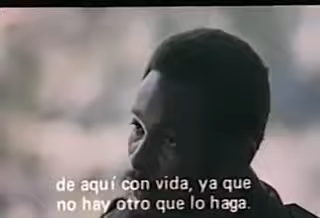 de aquí con vida, ya que
no hay otro que lo haga.